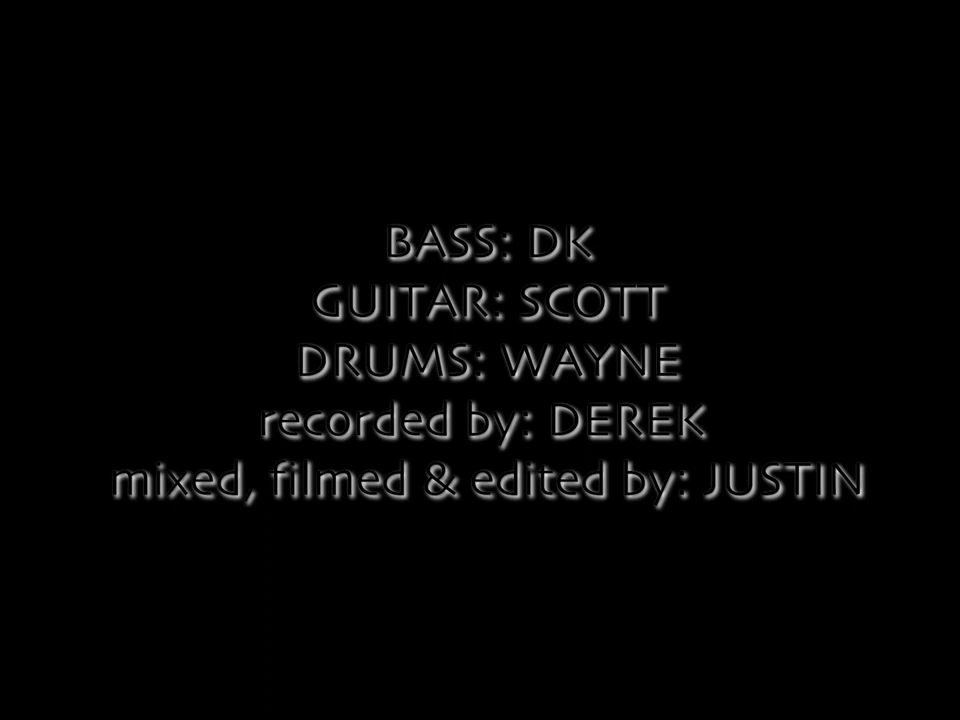 BASS: DK
GUITAR: SCOTT
DRUMS: WAYNE
recorded by: DEREK
mixed, filmed & edited by: JUSTIN